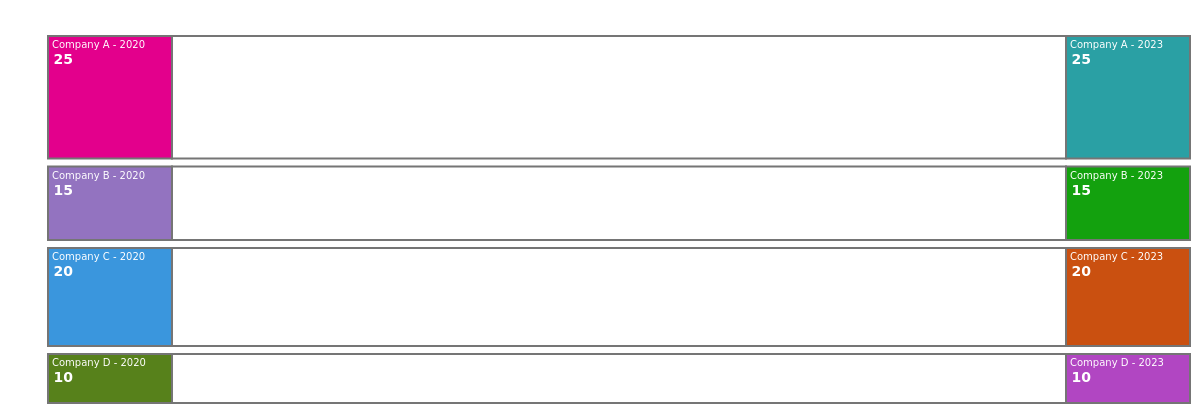 Company A - 2020
25
Company A - 2023
25
Company B - 2020
15
Company B - 2023
15
Company C - 2020
20
Company C - 2023
20
Company D - 2020
10
Company D - 2023
10